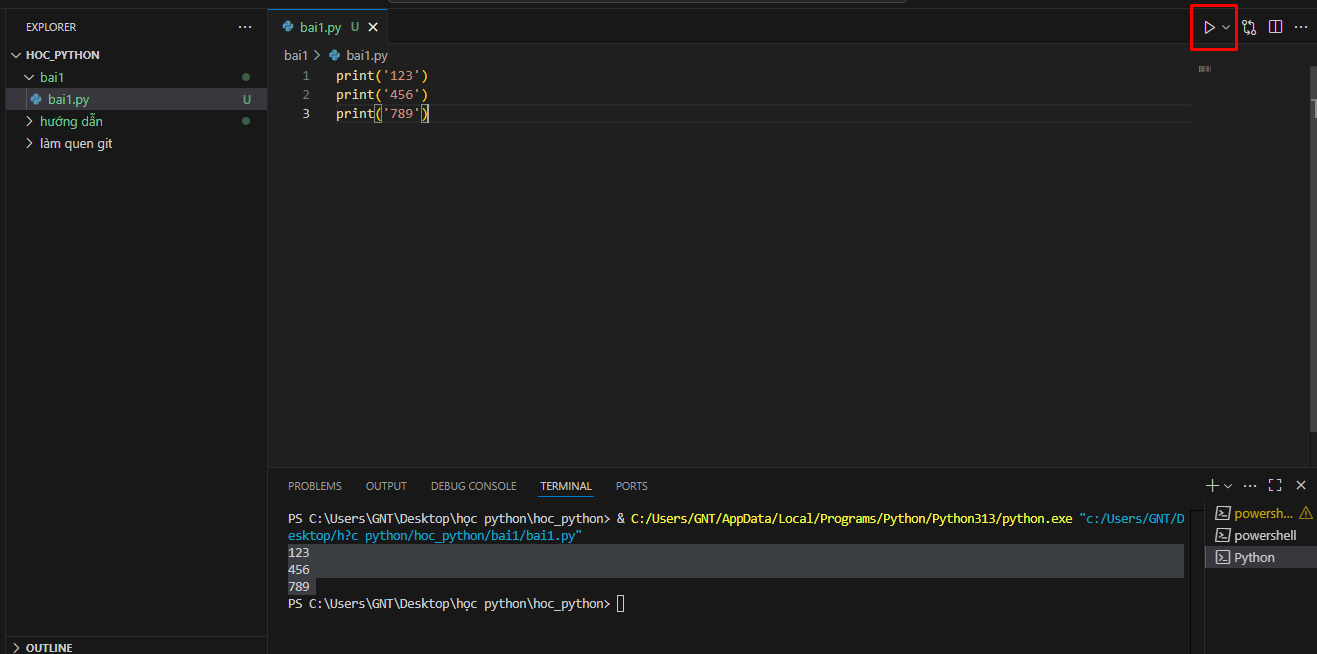 EXPLORER
HOC_PYTHON
bai1
bai1.py U
hướng dẫn
làm quen git
OUTLINE
bai1.py U
bai1 > bai1.py
1 print('123')
2 print('456')
3 print('789')
PROBLEMS OUTPUT DEBUG CONSOLE TERMINAL PORTS
PS C:\Users\GNT\Desktop\học python\hoc_python> & C:/Users/GNT/AppData/Local/Programs/Python/Python313/python.exe "c:/Users/GNT/D
esktop/h?c python/hoc_python/bai1/bai1.py"
123
456
789
PS C:\Users\GNT\Desktop\học python\hoc_python>
powersh...
powershell
Python